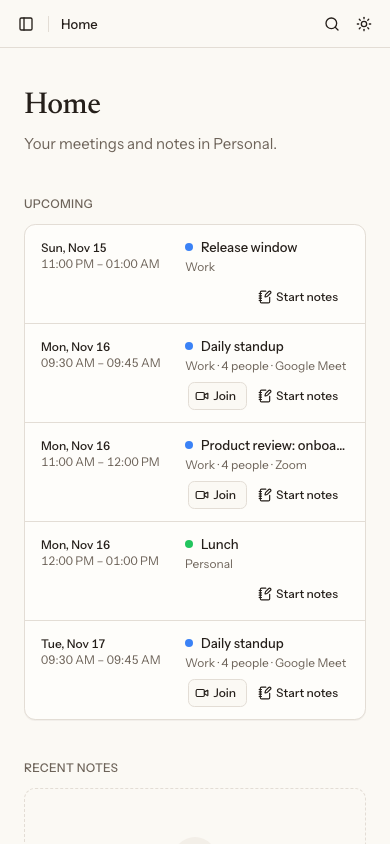 Home
Home
Your meetings and notes in Personal.
UPCOMING
Sun, Nov 15
11:00 PM – 01:00 AM
Release window
Work
Start notes
Mon, Nov 16
09:30 AM – 09:45 AM
Daily standup
Work · 4 people · Google Meet
Join
Start notes
Mon, Nov 16
11:00 AM – 12:00 PM
Product review: onboa...
Work · 4 people · Zoom
Join
Start notes
Mon, Nov 16
12:00 PM – 01:00 PM
Lunch
Personal
Start notes
Tue, Nov 17
09:30 AM – 09:45 AM
Daily standup
Work · 4 people · Google Meet
Join
Start notes
RECENT NOTES